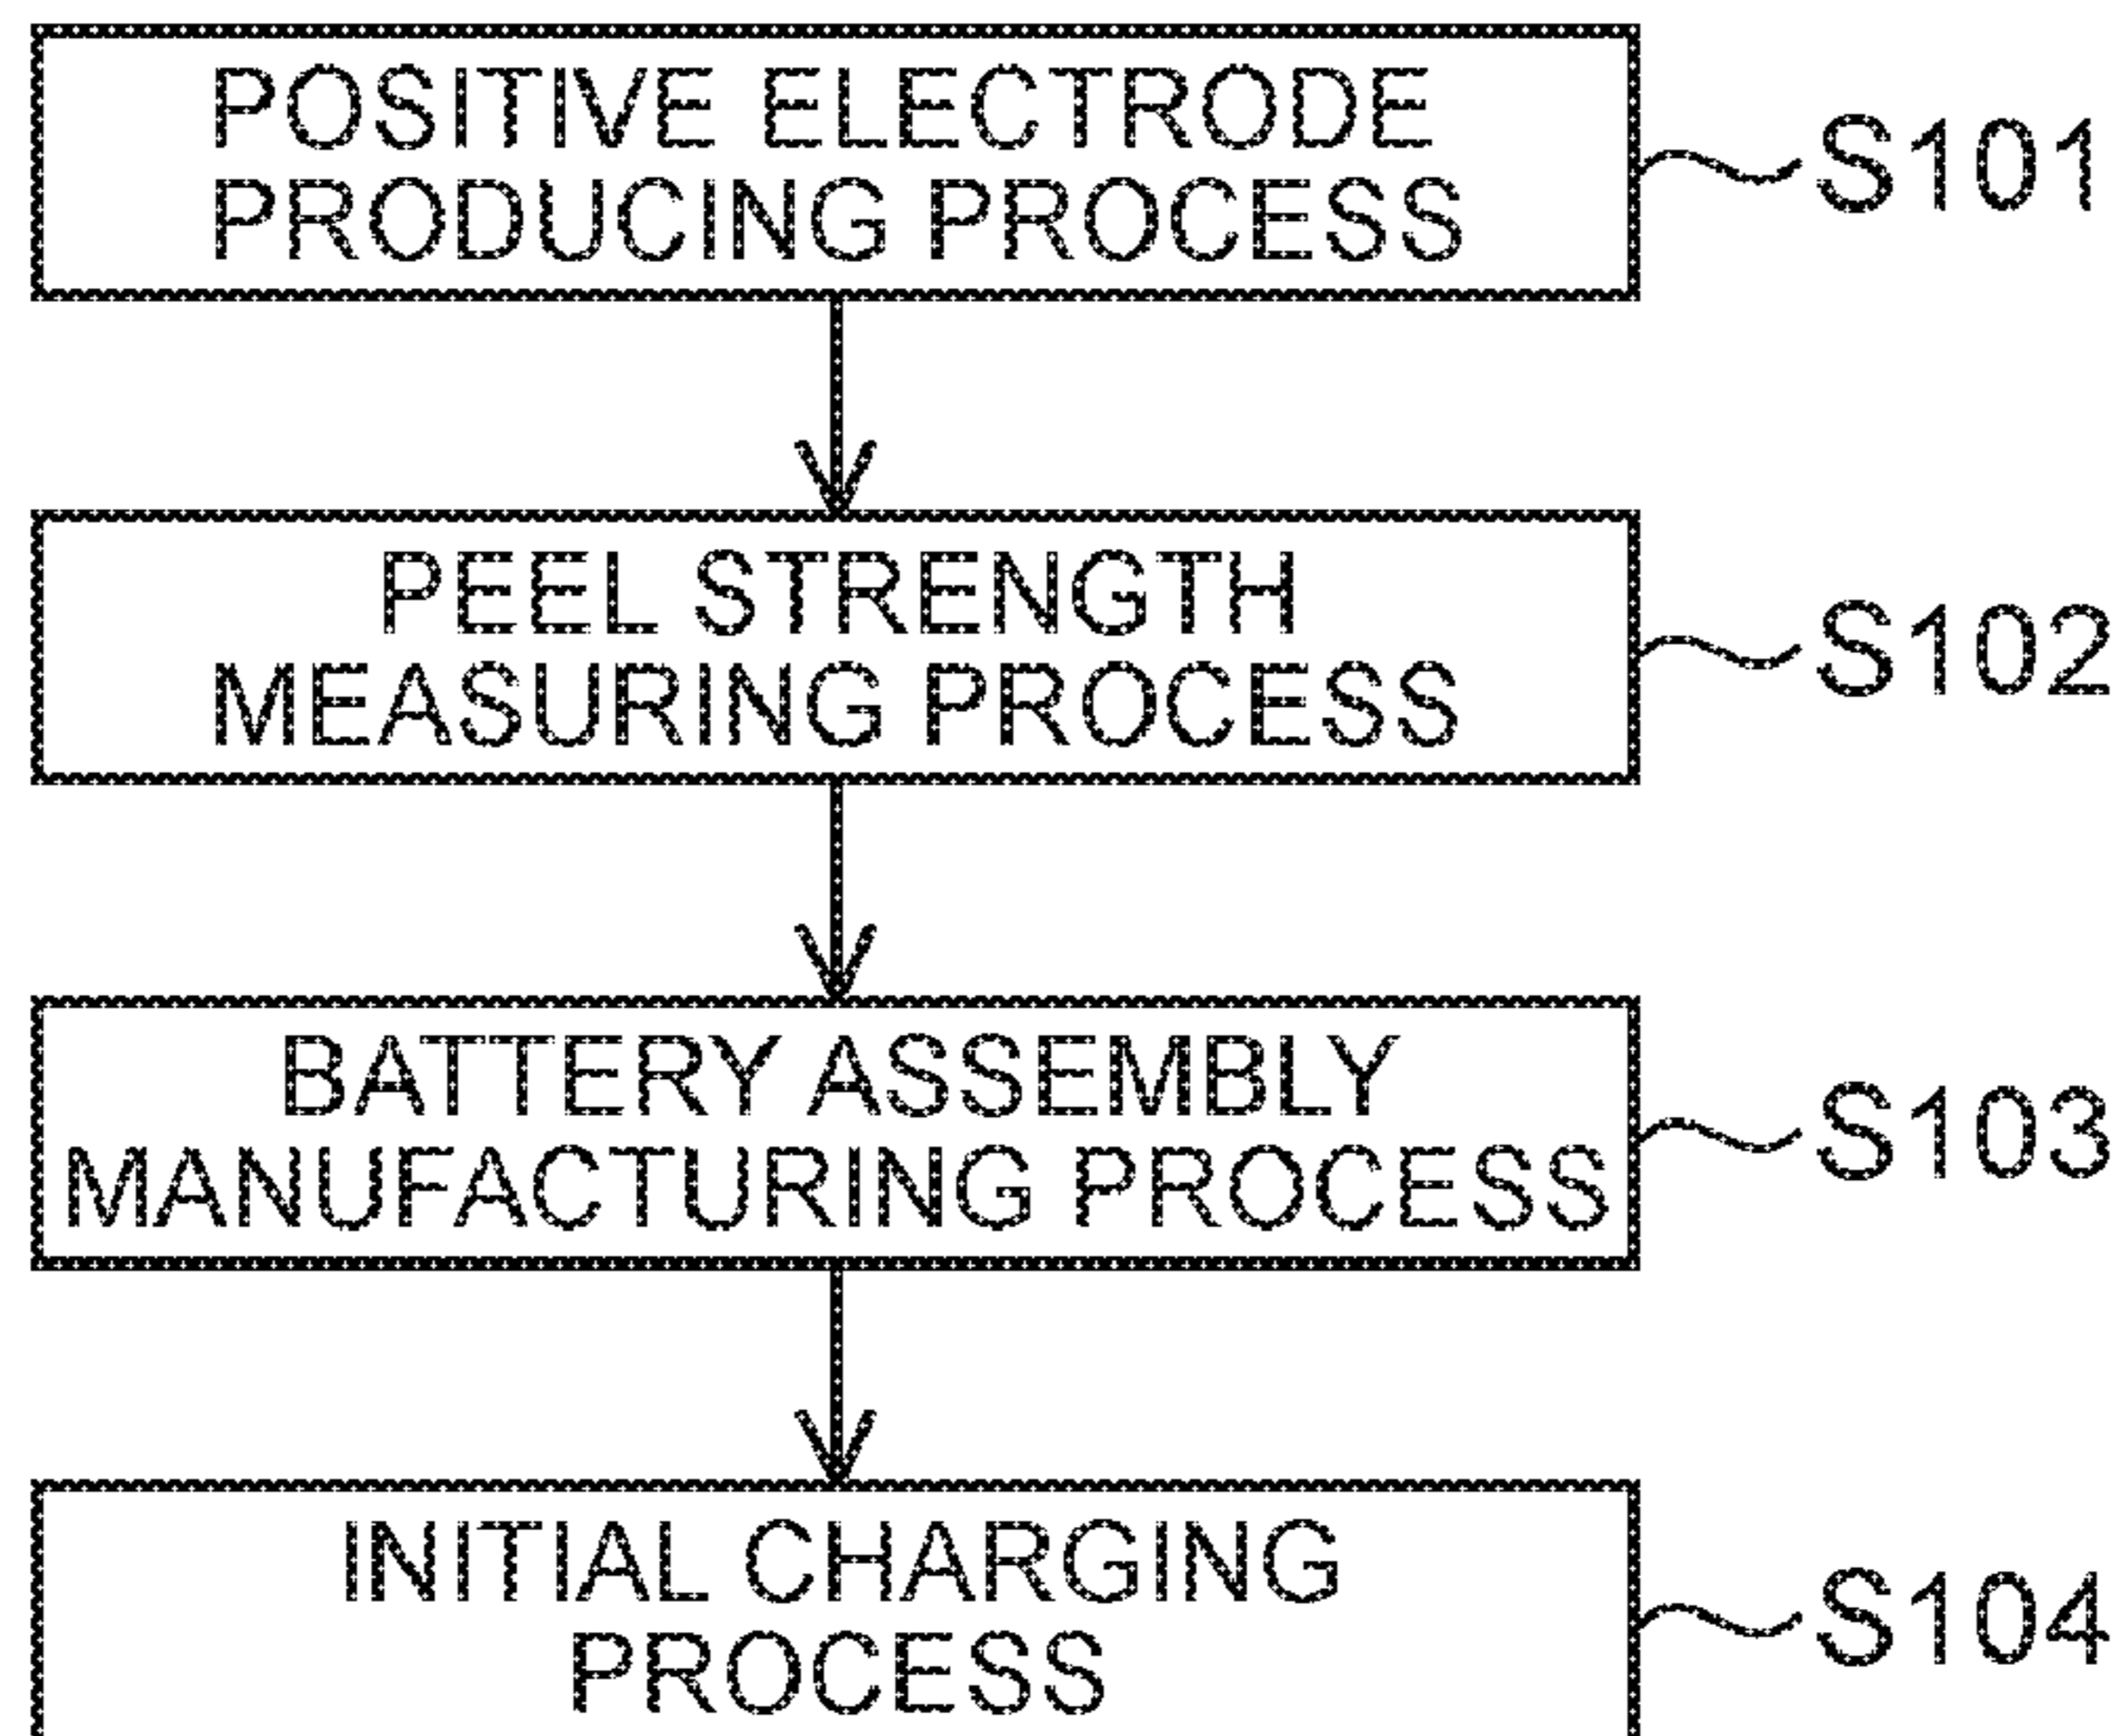 POSITIVE ELECTRODE
PRODUCING PROCESS
S101
PEEL STRENGTH
MEASURING PROCESS
S102
BATTERY ASSEMBLY
MANUFACTURING PROCESS
S103
INITIAL CHARGING
PROCESS
S104